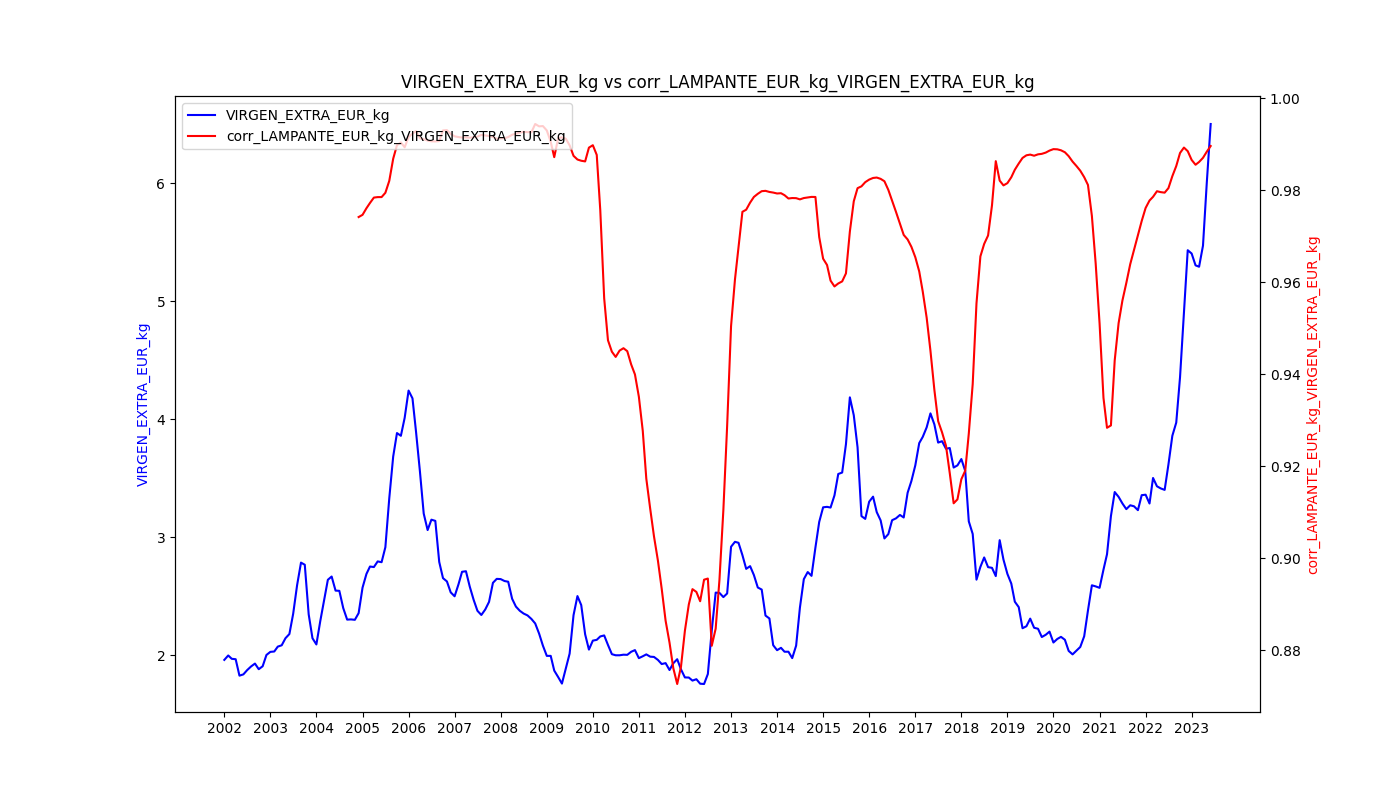 VIRGEN_EXTRA_EUR_kg vs corr_LAMPANTE_EUR_kg_VIRGEN_EXTRA_EUR_kg
VIRGEN_EXTRA_EUR_kg
corr_LAMPANTE_EUR_kg_VIRGEN_EXTRA_EUR_kg
VIRGEN_EXTRA_EUR_kg
6
5
4
3
2
1.00
0.98
0.96
0.94
0.92
0.90
0.88
corr_LAMPANTE_EUR_kg_VIRGEN_EXTRA_EUR_kg
2002 2003 2004 2005 2006 2007 2008 2009 2010 2011 2012 2013 2014 2015 2016 2017 2018 2019 2020 2021 2022 2023